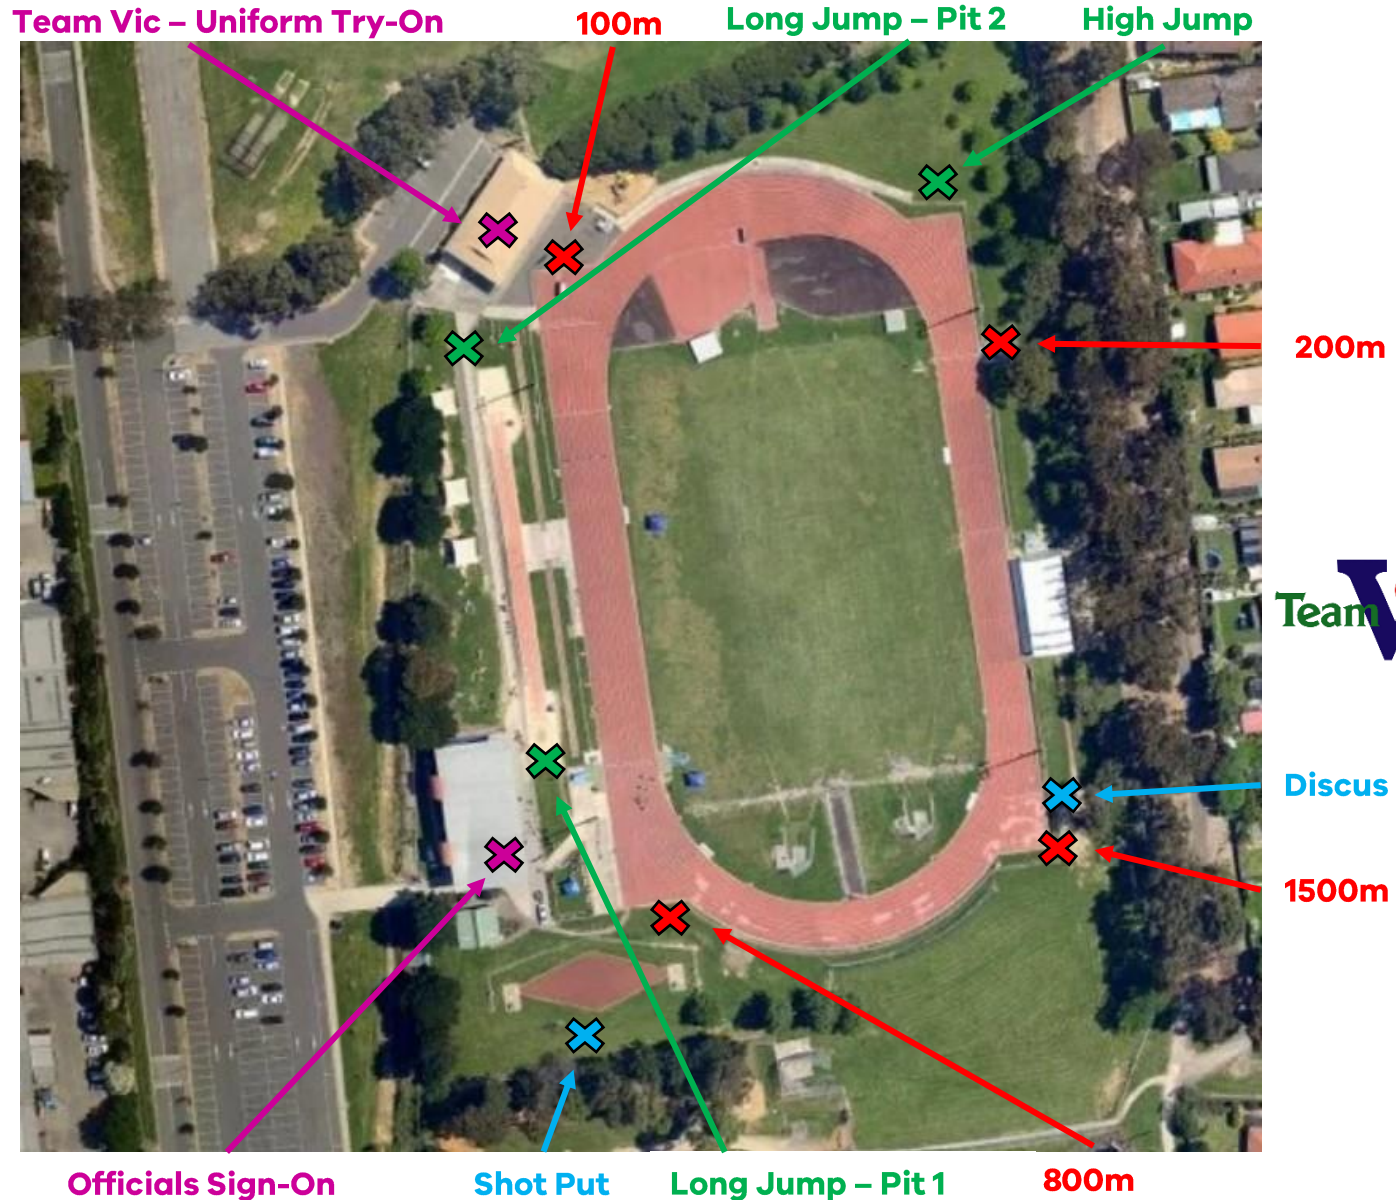 Team Vic – Uniform Try-On
100m
Long Jump – Pit 2
High Jump
200m
Team V
Discus
1500m
Officials Sign-On
Shot Put
Long Jump – Pit 1
800m